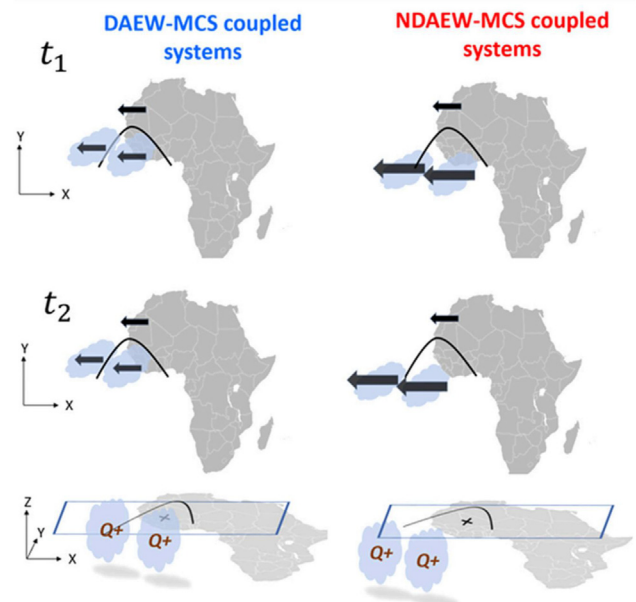 DAEW-MCS coupled
systems
NDAEW-MCS coupled
systems
t1
Y
X
Y
X
t2
Y
X
Y
X
Z
Y
X
Q+
Q+
Z
Y
X
Q+
Q+